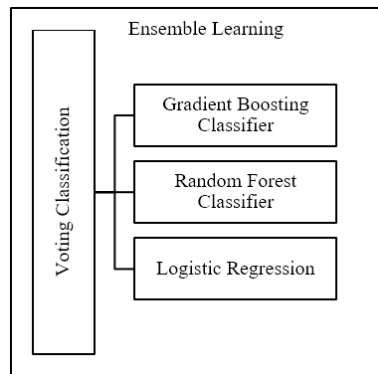 Ensemble Learning
Voting Classification
Gradient Boosting
Classifier
Random Forest
Classifier
Logistic Regression